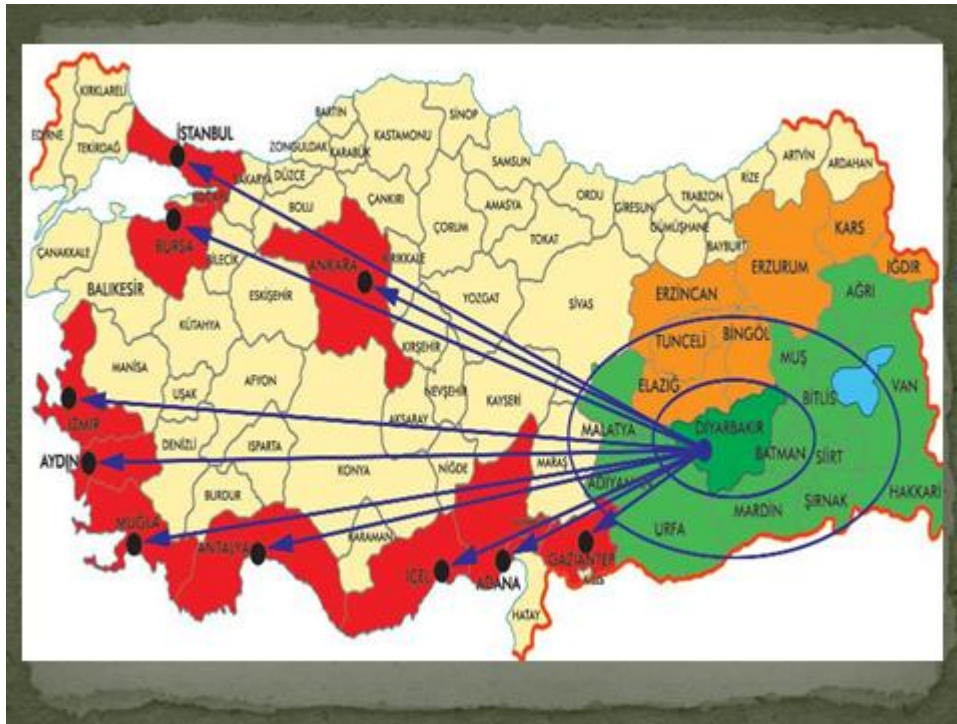 KIRKLARELİ
EDİRNE
TEKİRDAĞ
İSTANBUL
BARTIN
ZONGULDAK
KARABÜK
KASTAMONU
SİNOP
SAMSUN
ARTVİN
ARDAHAN
RİZE
TRABZON
GİRESUN
ORDU
GÜMÜŞHANE
BAYBURT
SAKARYA
DÜZCE
BOLU
ÇANKIRI
ÇORUM
AMASYA
TOKAT
KARS
IĞDIR
ERZURUM
AĞRI
ERZİNCAN
ÇANAKKALE
BURSA
BİLECİK
ANKARA
KIRIKKALE
BALIKESİR
ESKİŞEHİR
YOZGAT
SİVAS
KÜTAHYA
TUNCELİ
BİNGÖL
MUŞ
KIRŞEHİR
MANİSA
UŞAK
AFYON
NEVŞEHİR
KAYSERİ
ELAZIĞ
BİTLİS
VAN
İZMİR
AKSARAY
MALATYA
DİYARBAKIR
BATMAN
SİİRT
AYDIN
DENİZLİ
ISPARTA
KONYA
NİĞDE
MARAŞ
ADIYAMAN
HAKKARİ
BURDUR
MARDİN
ŞIRNAK
URFA
MUĞLA
ANTALYA
KARAMAN
İÇEL
ADANA
GAZİANTEP
HATAY